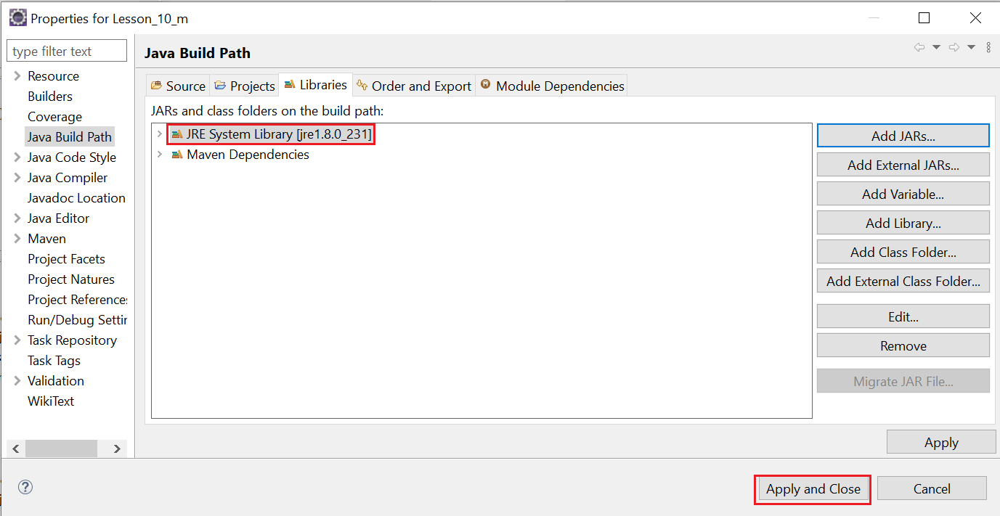 Properties for Lesson_10_m
type filter text
Resource
Builders
Coverage
Java Build Path
Java Code Style
Java Compiler
Javadoc Location
Java Editor
Maven
Project Facets
Project Natures
Project References
Run/Debug Settin
Task Repository
Task Tags
Validation
WikiText
Java Build Path
Source Projects Libraries Order and Export Module Dependencies
JARs and class folders on the build path:
JRE System Library [jre1.8.0_231]
Maven Dependencies
Add JARs...
Add External JARs...
Add Variable...
Add Library...
Add Class Folder...
Add External Class Folder...
Edit...
Remove
Migrate JAR File...
Apply
Apply and Close Cancel